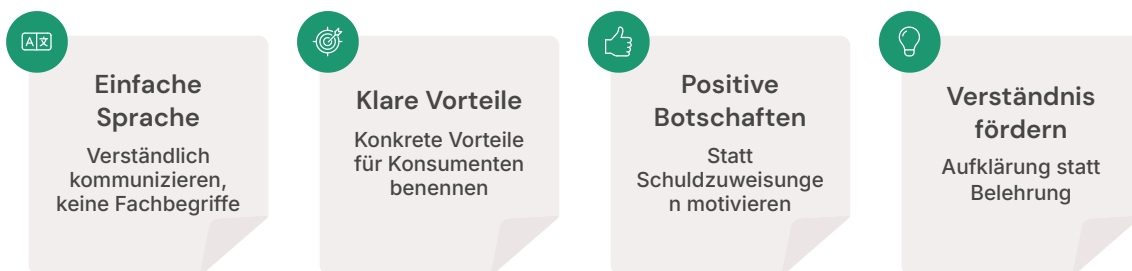 Einfache
Sprache
Verständlich
kommunizieren,
keine Fachbegriffe
Klare Vorteile
Konkrete Vorteile
für Konsumenten
benennen
Positive
Botschaften
Statt
Schuldzuweisunge
n motivieren
Verständnis
fördern
Aufklärung statt
Belehrung